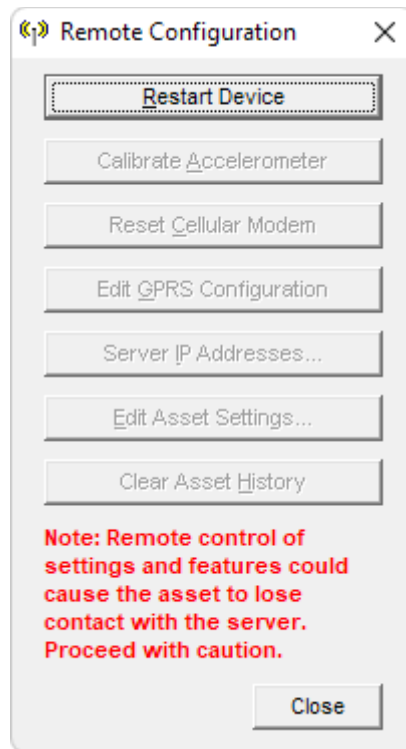 Remote Configuration
Restart Device
Calibrate Accelerometer
Reset Cellular Modem
Edit GPRS Configuration
Server IP Addresses...
Edit Asset Settings...
Clear Asset History
Note: Remote control of
settings and features could
cause the asset to lose
contact with the server.
Proceed with caution.
Close